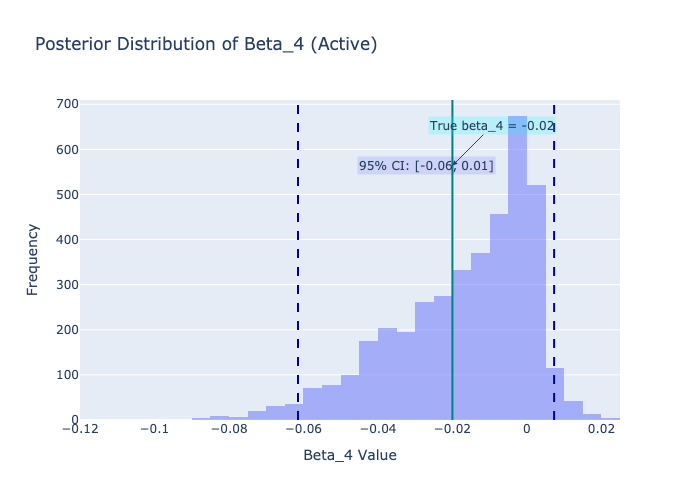 Posterior Distribution of Beta_4 (Active)
700
True beta_4 = -0.02
600
95% CI: [-0.06, 0.01]
500
400
300
200
100
0
Frequency
−0.12 −0.1 −0.08 −0.06 −0.04 −0.02 0 0.02
Beta_4 Value